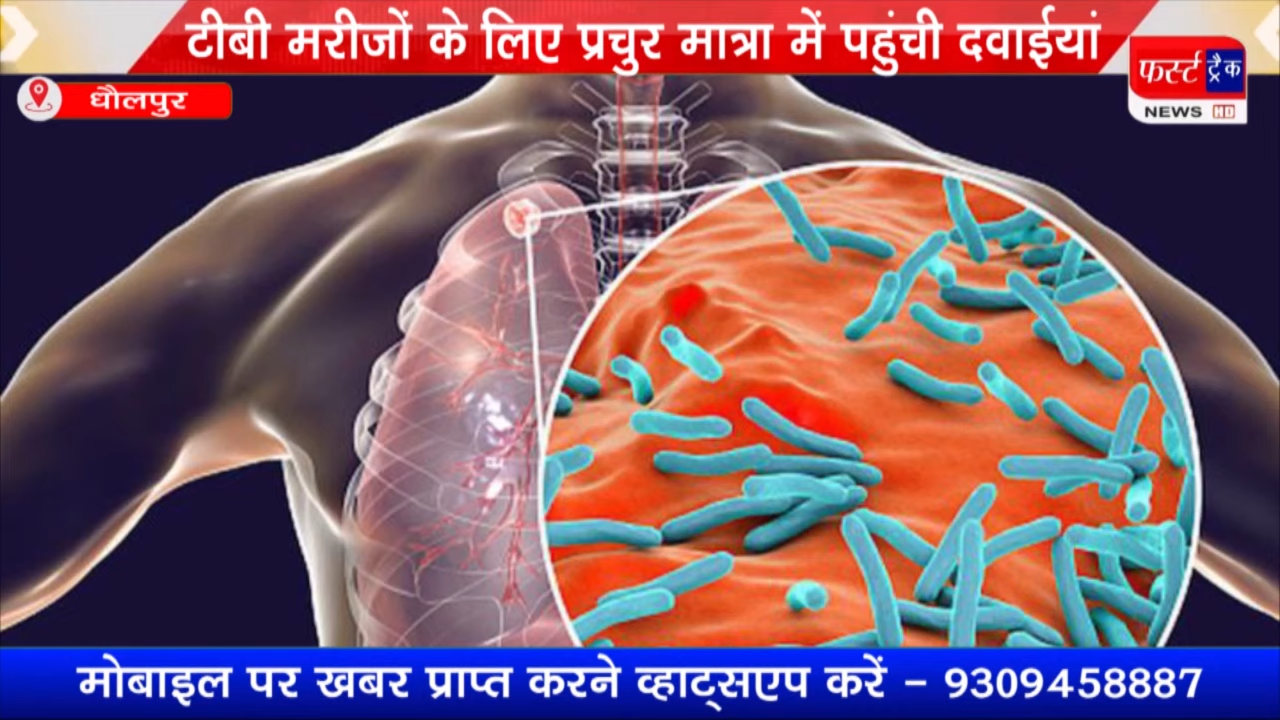 टीबी मरीजों के लिए प्रचुर मात्रा में पहुंची दवाईयां
फर्स्ट ट्रैक
NEWS HD
धौलपुर
मोबाइल पर खबर प्राप्त करने व्हाट्सएप करें - 9309458887